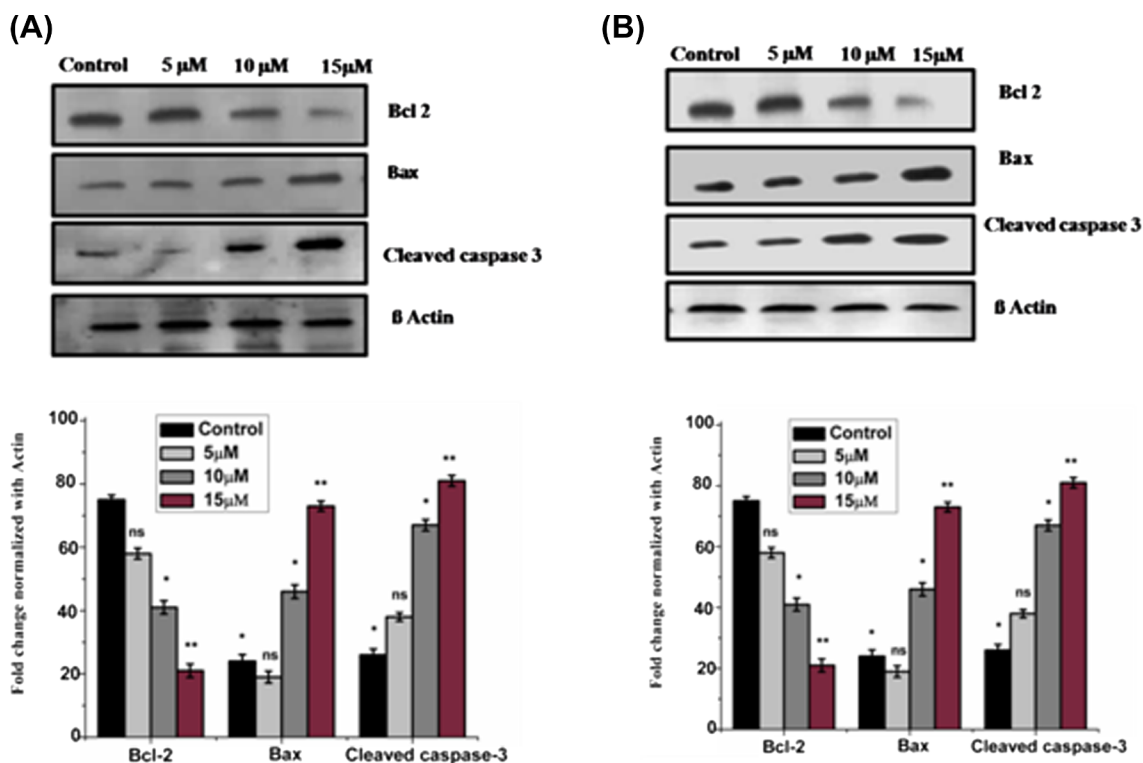 (A)
Control 5 µM 10 µM 15µM
Bcl 2
Bax
Cleaved caspase 3
ß Actin
Fold change normalized with Actin
100
80
60
40
20
0
Control
5µM
10µM
15µM
ns
*
**
*
ns
*
**
*
ns
*
**
Bcl-2 Bax Cleaved caspase-3
(B)
Control 5 µM 10 µM 15µM
Bcl 2
Bax
Cleaved caspase 3
ß Actin
Fold change normalized with Actin
100
80
60
40
20
0
Control
5µM
10µM
15µM
ns
*
**
*
ns
*
**
*
ns
*
**
Bcl-2 Bax Cleaved caspase-3